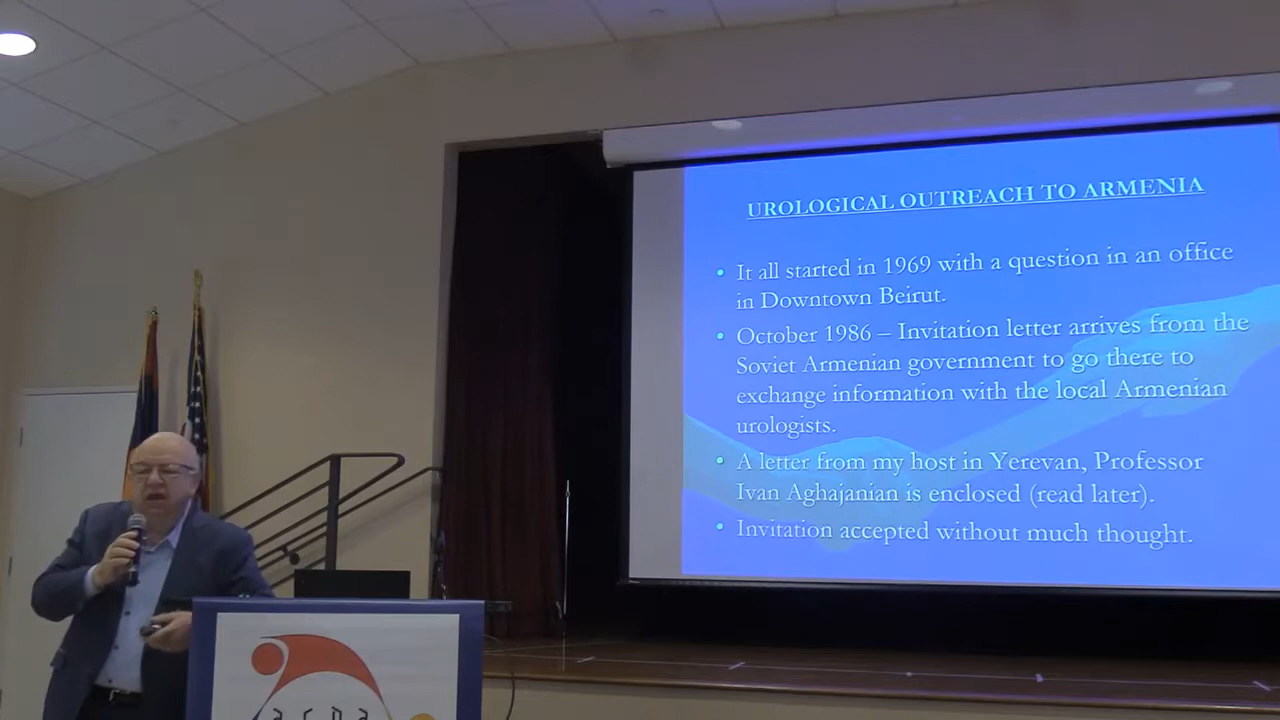 UROLOGICAL OUTREACH TO ARMENIA
• It all started in 1969 with a question in an office
in Downtown Beirut.
• October 1986 – Invitation letter arrives from the
Soviet Armenian government to go there to
exchange information with the local Armenian
urologists.
• A letter from my host in Yerevan, Professor
Ivan Aghajanian is enclosed (read later).
• Invitation accepted without much thought.